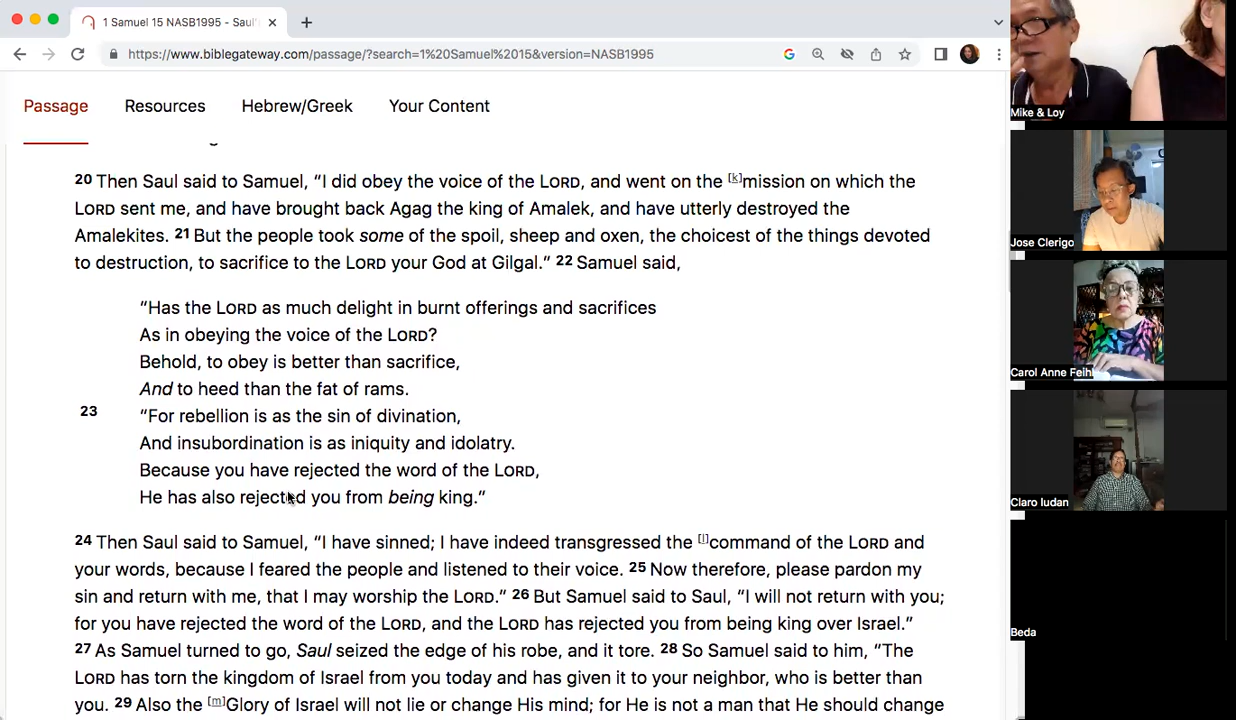 1 Samuel 15 NASB1995 - Saul'
https://www.biblegateway.com/passage/?search=1%20Samuel%2015&version=NASB1995
Passage Resources Hebrew/Greek Your Content
20 Then Saul said to Samuel, “I did obey the voice of the LORD, and went on the [k]mission on which the
LORD sent me, and have brought back Agag the king of Amalek, and have utterly destroyed the
Amalekites. 21 But the people took some of the spoil, sheep and oxen, the choicest of the things devoted
to destruction, to sacrifice to the LORD your God at Gilgal.” 22 Samuel said,
“Has the LORD as much delight in burnt offerings and sacrifices
As in obeying the voice of the LORD?
Behold, to obey is better than sacrifice,
And to heed than the fat of rams.
23 “For rebellion is as the sin of divination,
And insubordination is as iniquity and idolatry.
Because you have rejected the word of the LORD,
He has also rejected you from being king.”
24 Then Saul said to Samuel, “I have sinned; I have indeed transgressed the [l]command of the LORD and
your words, because I feared the people and listened to their voice. 25 Now therefore, please pardon my
sin and return with me, that I may worship the LORD.” 26 But Samuel said to Saul, “I will not return with you;
for you have rejected the word of the LORD, and the LORD has rejected you from being king over Israel.”
27 As Samuel turned to go, Saul seized the edge of his robe, and it tore. 28 So Samuel said to him, “The
LORD has torn the kingdom of Israel from you today and has given it to your neighbor, who is better than
you. 29 Also the [m]Glory of Israel will not lie or change His mind; for He is not a man that He should change
Mike & Loy
Jose Clerigo
Carol Anne Feihl
Claro Iudan
Beda